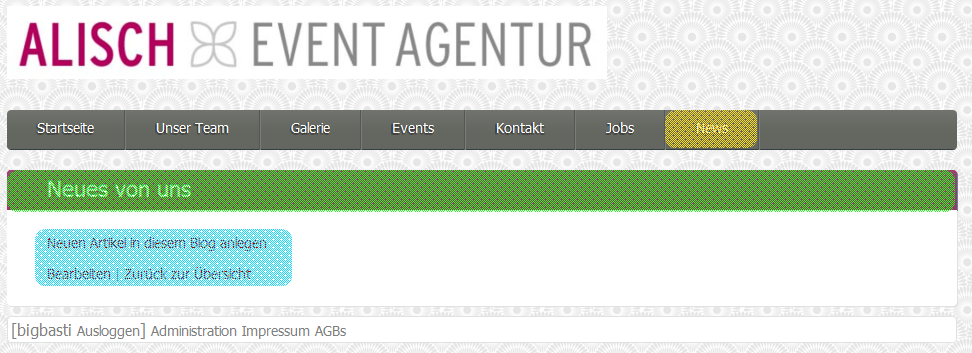 ALISCH EVENT AGENTUR
Startseite Unser Team Galerie Events Kontakt Jobs News
Neues von uns
Neuen Artikel in diesem Blog anlegen
Bearbeiten | Zurück zur Übersicht
[bigbasti Ausloggen] Administration Impressum AGBs